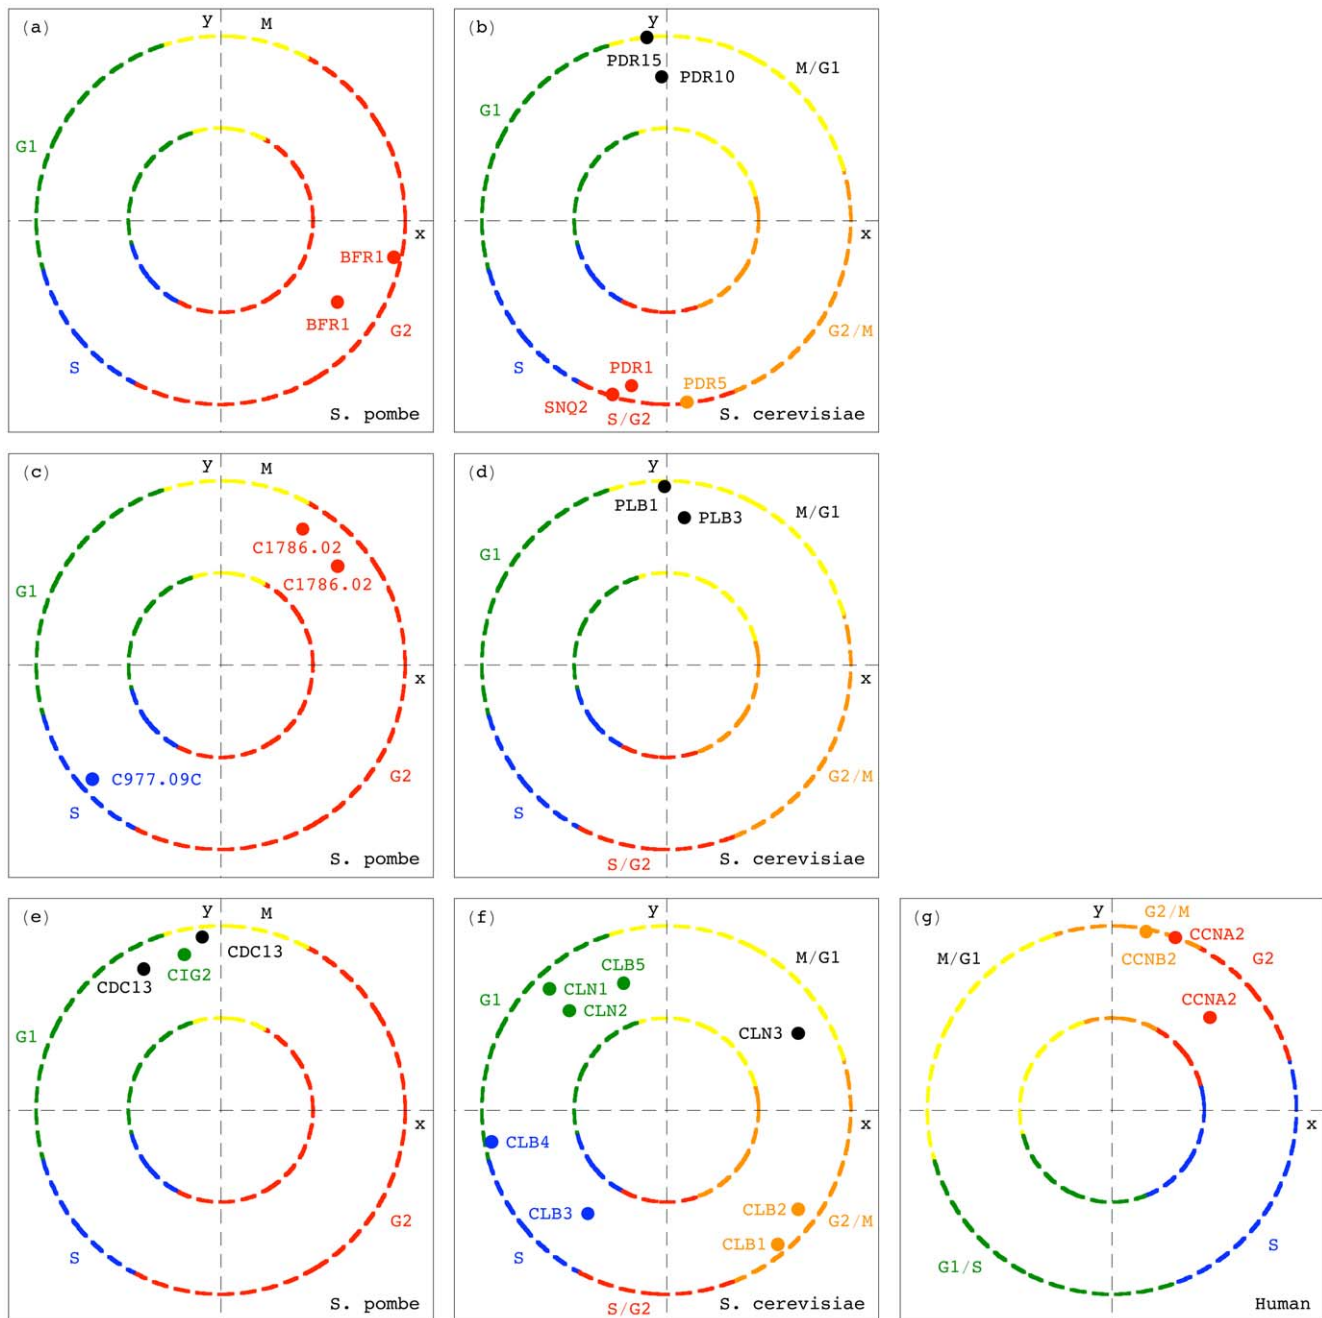 (a)
y
M
G1
x
BFR1
BFR1
G2
S
S. pombe
(b)
y
PDR15
PDR10
M/G1
G1
x
G2/M
S
PDR1
PDR5
SNQ2
S/G2
S. cerevisiae
(c)
y
M
C1786.02
C1786.02
G1
x
C977.09C
G2
S
S. pombe
(d)
y
PLB1
PLB3
M/G1
G1
x
G2/M
S
S/G2
S. cerevisiae
(e)
y
M
CDC13
CIG2
CDC13
G1
x
G2
S
S. pombe
(f)
y
M/G1
CLB5
G1
CLN1
CLN2
CLN3
x
CLB4
CLB3
CLB2
G2/M
CLB1
S
S/G2
S. cerevisiae
(g)
y
G2/M
CCNA2
M/G1
CCNB2
G2
CCNA2
x
G1/S
S
Human